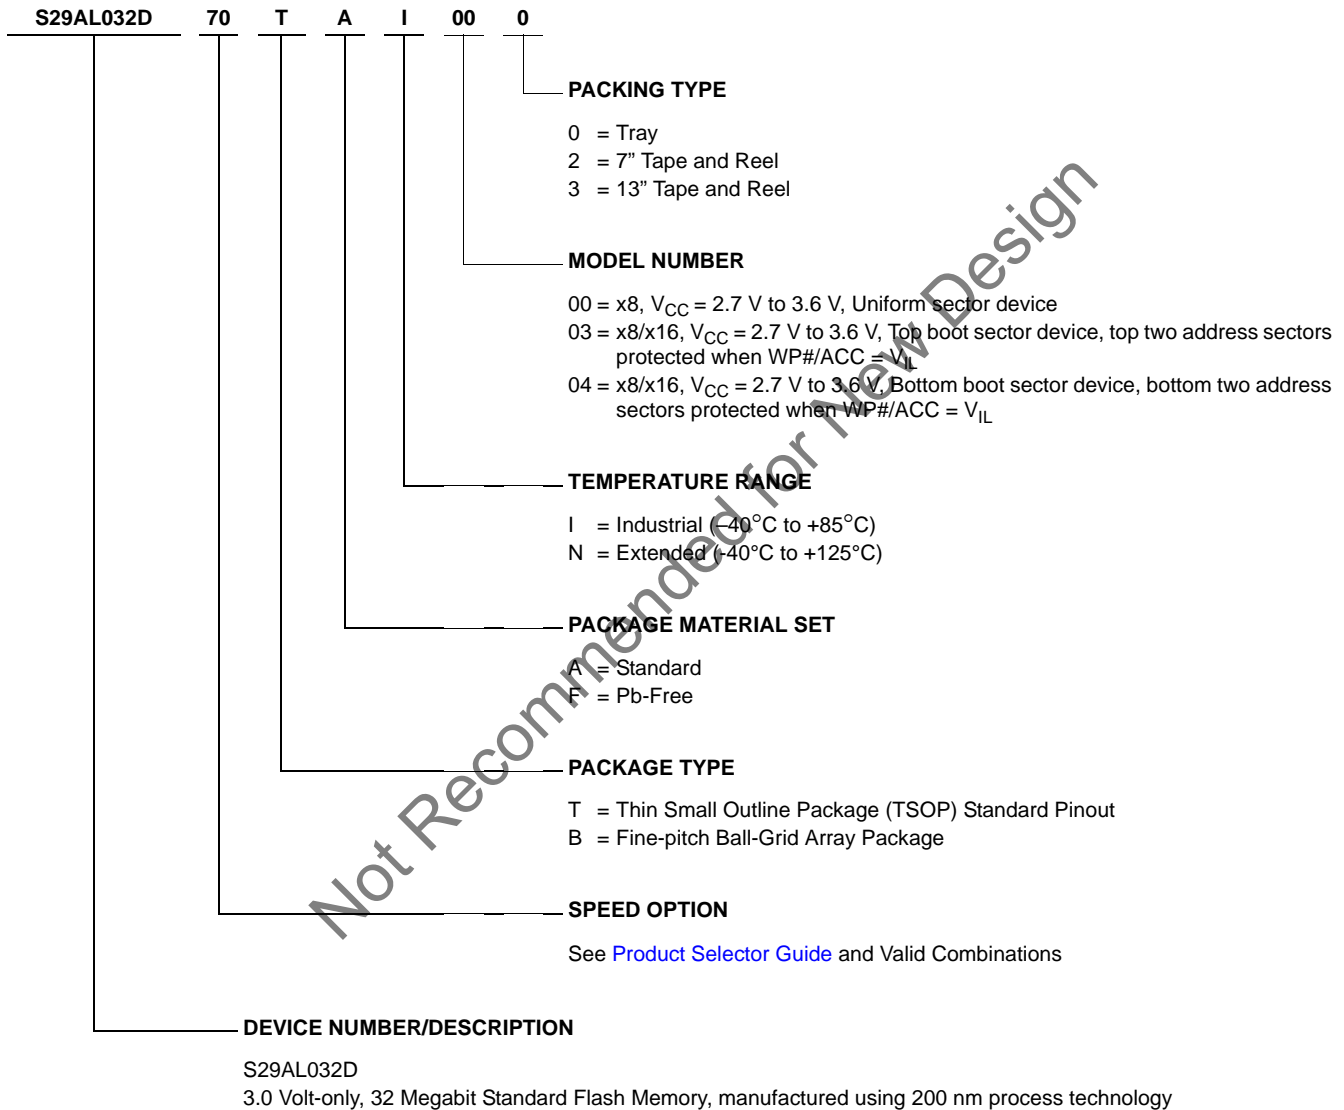 S29AL032D 70 T A I 00 0
PACKING TYPE
0 = Tray
2 = 7” Tape and Reel
3 = 13” Tape and Reel
MODEL NUMBER
00 = x8, VCC = 2.7 V to 3.6 V, Uniform sector device
03 = x8/x16, VCC = 2.7 V to 3.6 V, Top boot sector device, top two address sectors
protected when WP#/ACC = VIL
04 = x8/x16, VCC = 2.7 V to 3.6 V, Bottom boot sector device, bottom two address
sectors protected when WP#/ACC = VIL
TEMPERATURE RANGE
I = Industrial (–40°C to +85°C)
N = Extended (-40°C to +125°C)
PACKAGE MATERIAL SET
A = Standard
F = Pb-Free
PACKAGE TYPE
T = Thin Small Outline Package (TSOP) Standard Pinout
B = Fine-pitch Ball-Grid Array Package
SPEED OPTION
See Product Selector Guide and Valid Combinations
DEVICE NUMBER/DESCRIPTION
S29AL032D
3.0 Volt-only, 32 Megabit Standard Flash Memory, manufactured using 200 nm process technology
Not Recommended for New Design